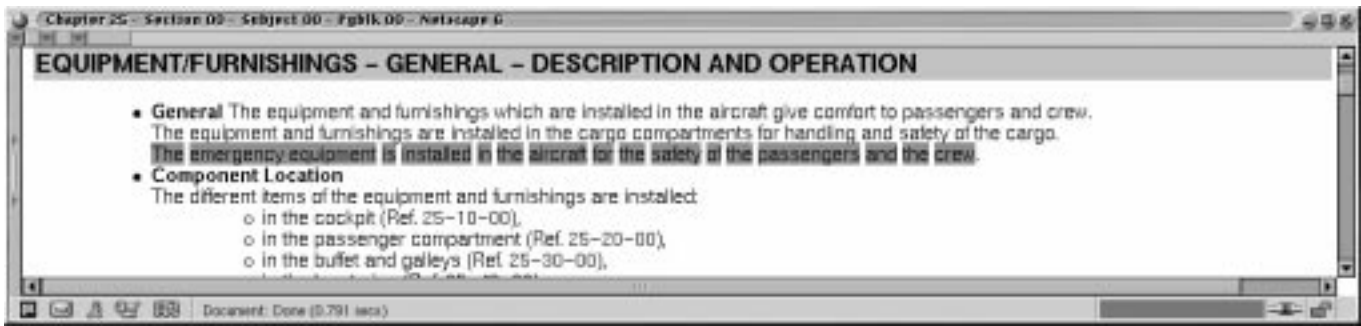 Chapter 25 - Section 00 - Subject 00 - Pgblk 00 - Netscape 6
EQUIPMENT/FURNISHINGS – GENERAL – DESCRIPTION AND OPERATION
• General The equipment and furnishings which are installed in the aircraft give comfort to passengers and crew.
The equipment and furnishings are installed in the cargo compartments for handling and safety of the cargo.
The emergency equipment is installed in the aircraft for the safety of the passengers and the crew.
• Component Location
The different items of the equipment and furnishings are installed:
o in the cockpit (Ref. 25-10-00),
o in the passenger compartment (Ref. 25-20-00),
o in the buffet and galleys (Ref. 25-30-00),
Document: Done (0.791 secs)